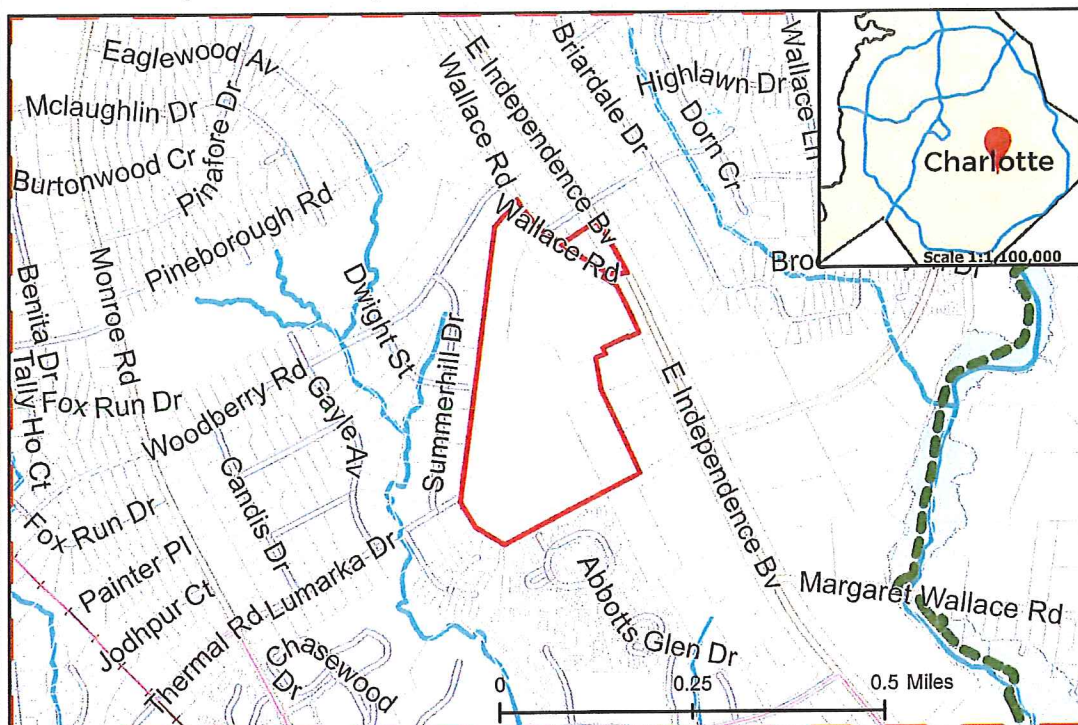 Eaglewood Av
Mclaughlin Dr
Burtonwood Cr
Pinafore Dr
Pineborough Rd
Benita Dr
Monroe Rd
Tally Ho Ct
Fox Run Dr
Woodberry Rd
Dwight St
Summerhill Dr
Gayle Av
Candis Dr
Fox Run Dr
Painter Pl
Jodhpur Ct
Thermal Rd
Lumarka Dr
Chasewood
Dr
Wallace Rd
E Independence Bv
Wallace Rd
Briardale Dr
Highlawn Dr
Dorn Cr
Wallace Ln
E Independence Bv
Abbotts Glen Dr
Margaret Wallace Rd
Charlotte
Scale 1:1,100,000
0 0.25 0.5 Miles